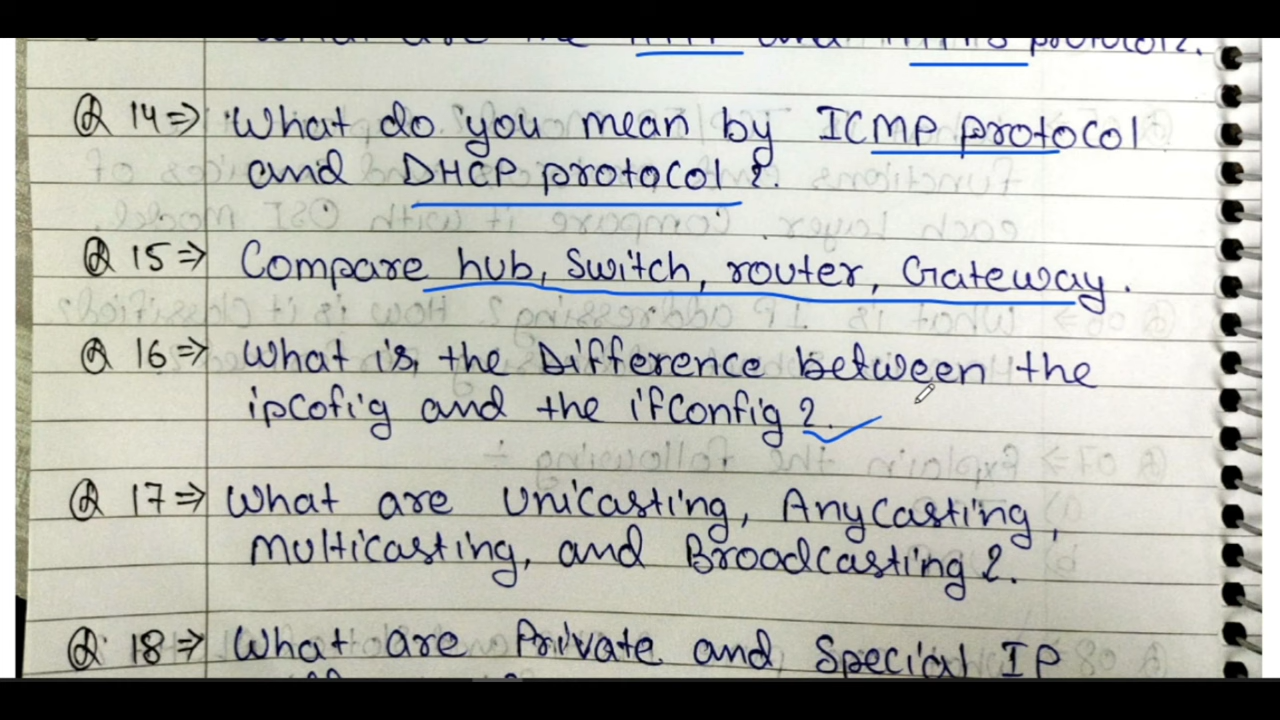 and protocol?.
Q 14⇒ What do you mean by ICMP protocol
and DHCP protocol?.
Q 15⇒ Compare hub, Switch, router, Gateway.
Q 16⇒ What is, the Difference between the
ipcofig and the ifconfig?.
Q 17⇒ What are Unicasting, Anycasting,
Multicasting, and Broadcasting?.
Q 18⇒ What are Private and Special IP